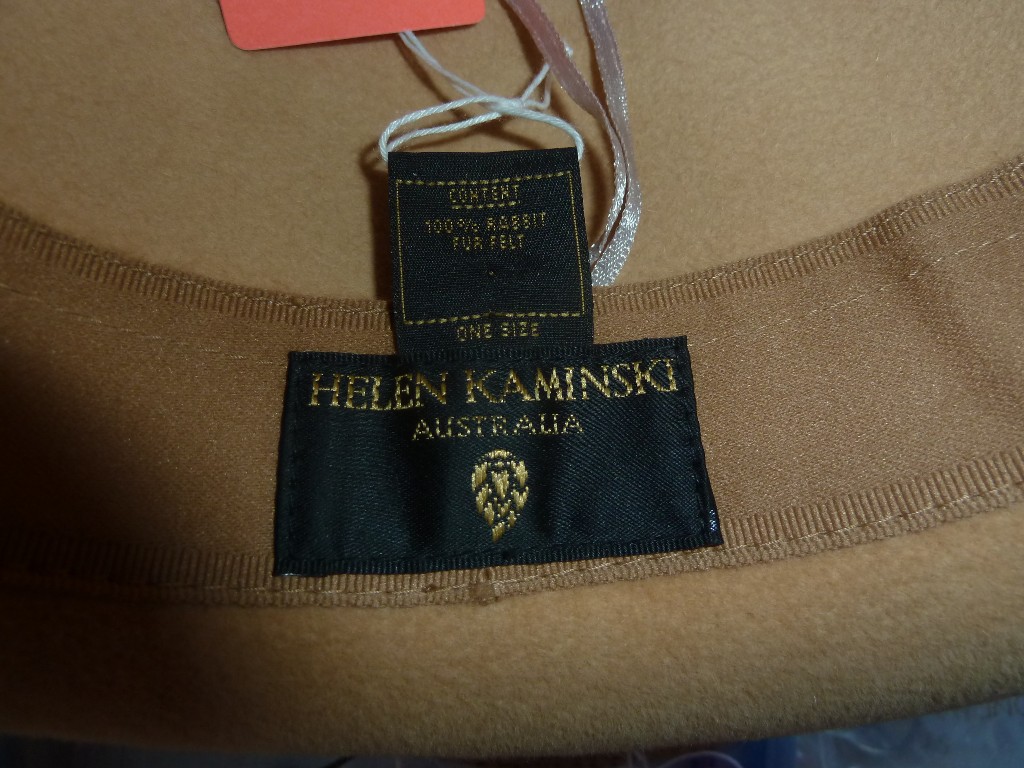 CONTENT
100% RABBIT
FUR FELT
ONE SIZE
HELEN KAMINSKI
AUSTRALIA